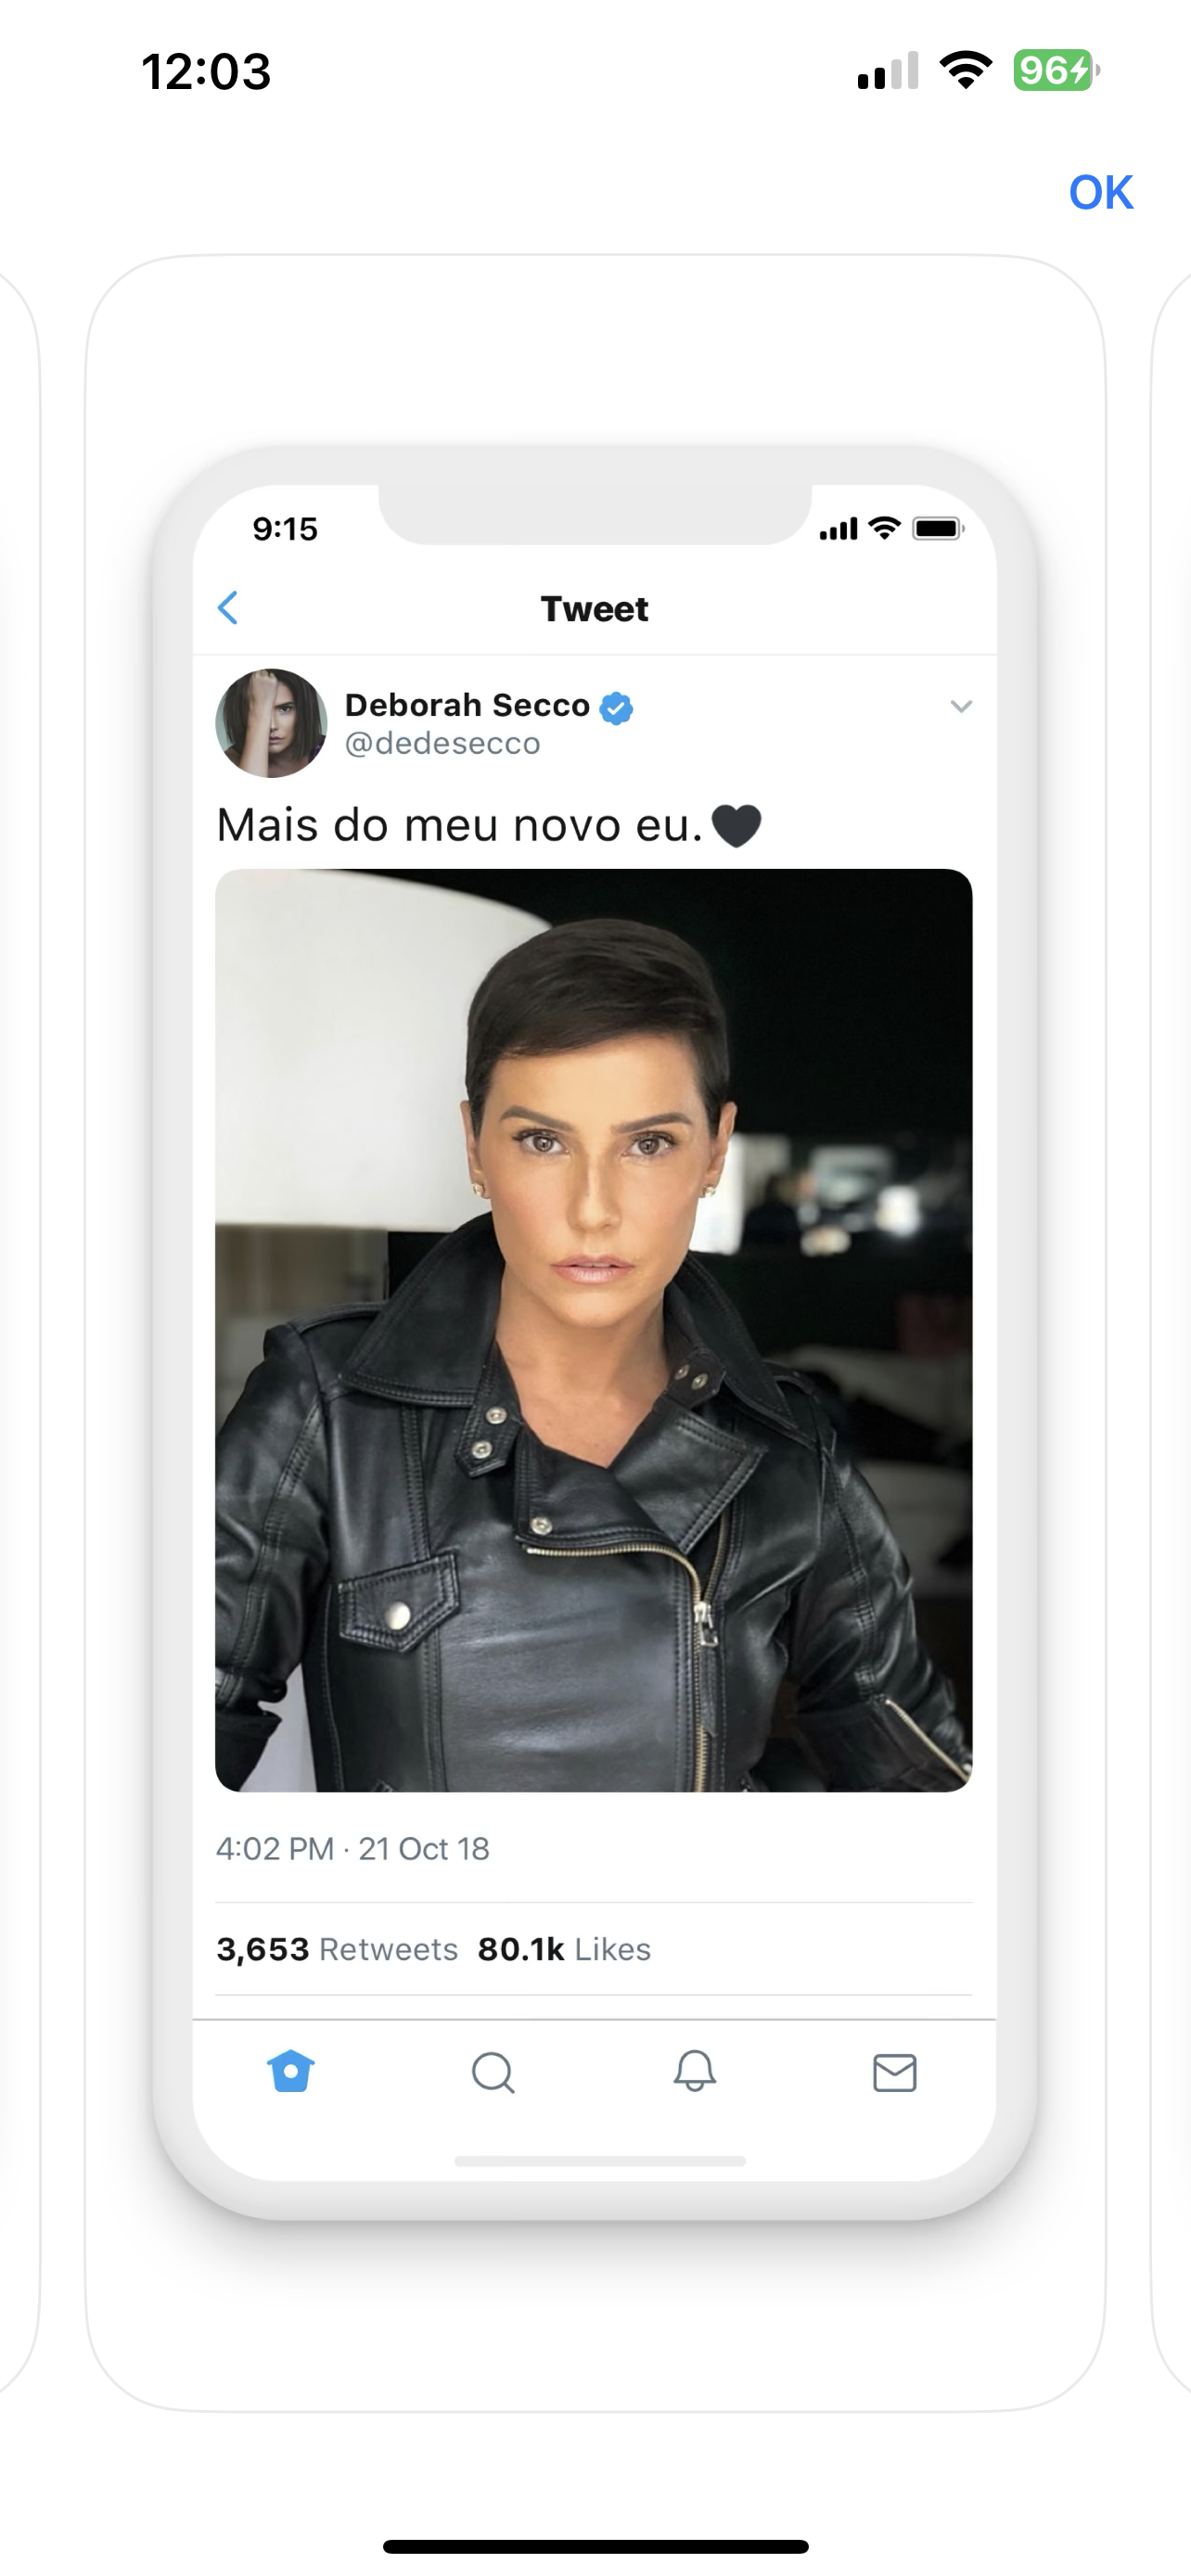 12:03
96
OK
9:15
Tweet
Deborah Secco
@dedesecco
Mais do meu novo eu.🖤
4:02 PM · 21 Oct 18
3,653 Retweets 80.1k Likes